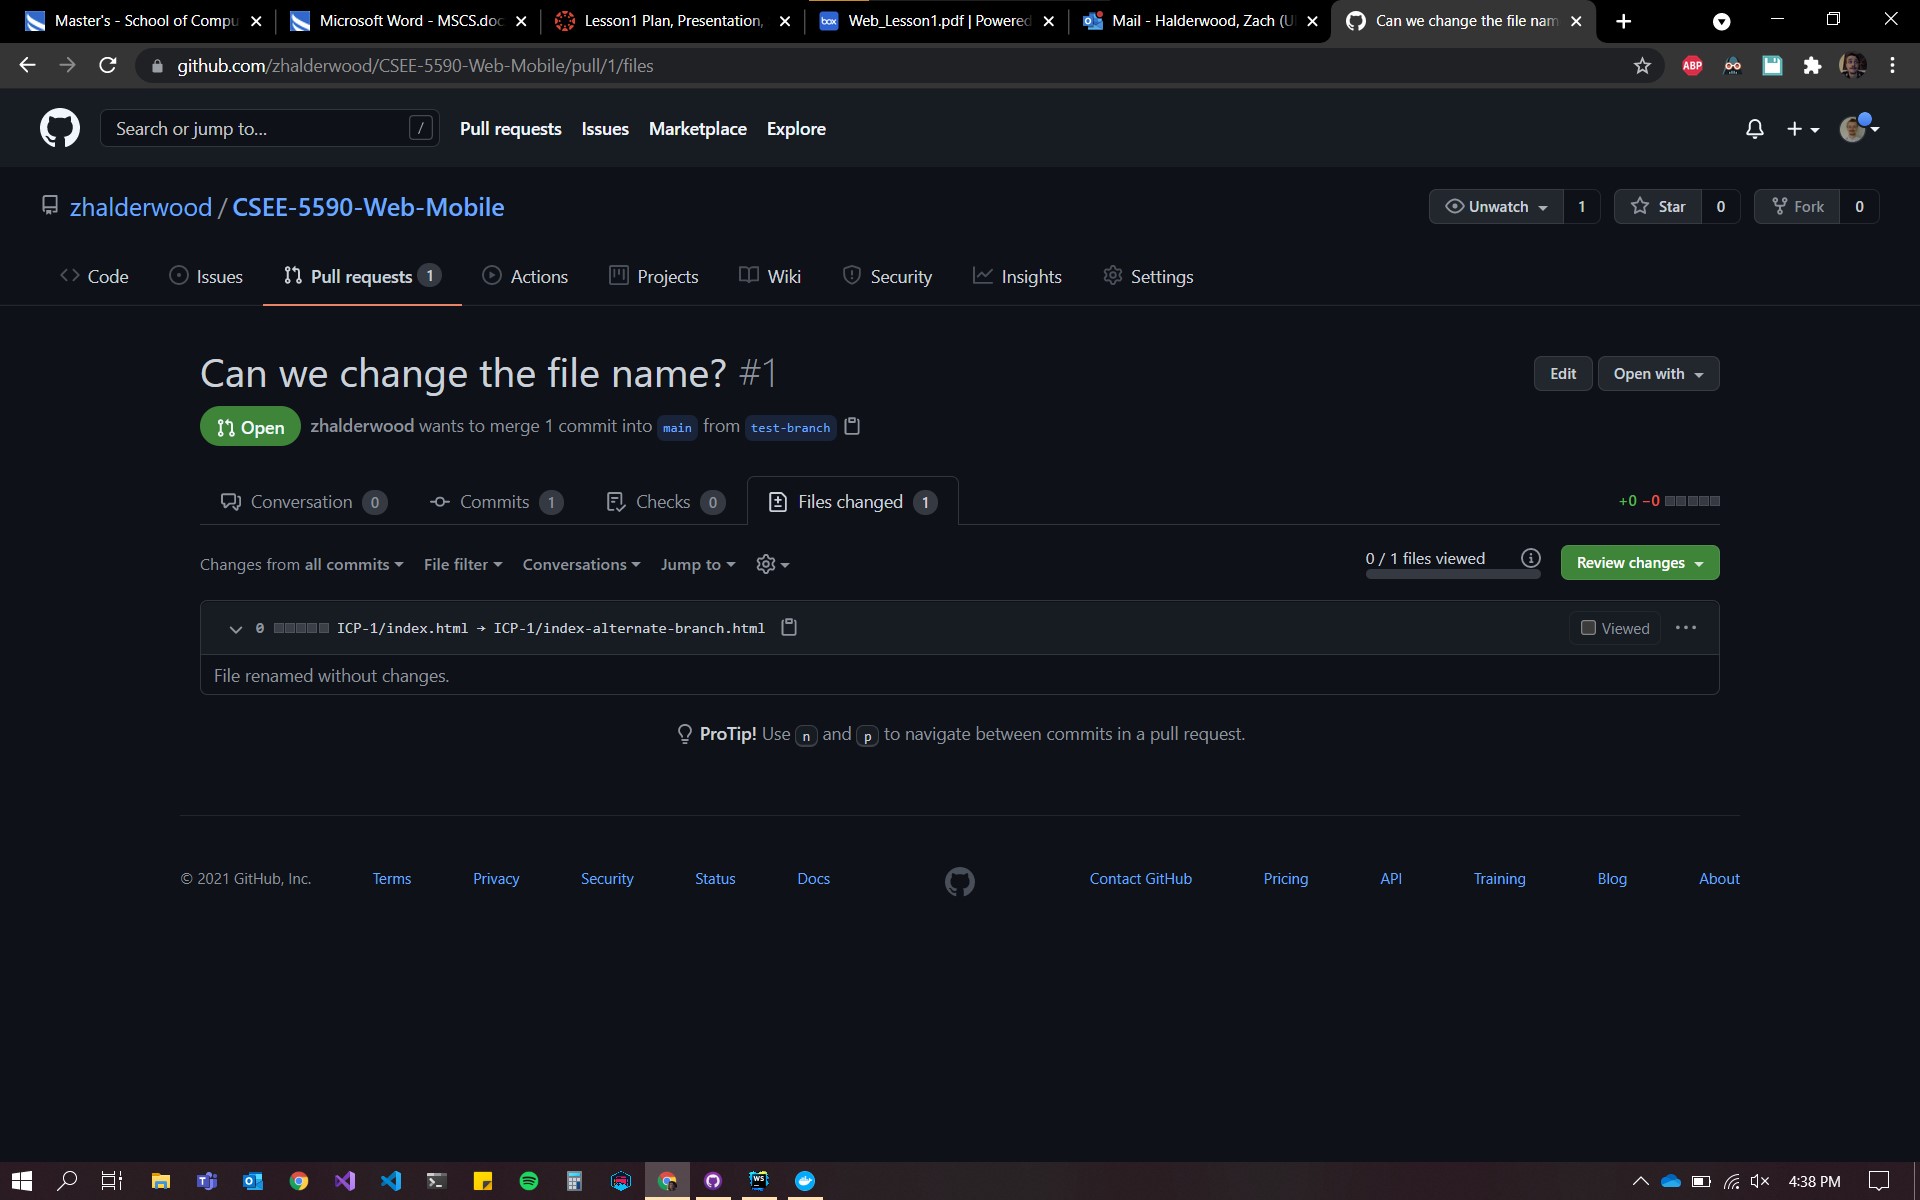 Master's - School of Compu
Microsoft Word - MSCS.doc
Lesson1 Plan, Presentation,
box
Web_Lesson1.pdf | Powered
Mail - Halderwood, Zach (U
Can we change the file nam
github.com/zhalderwood/CSEE-5590-Web-Mobile/pull/1/files
ABP
Search or jump to...
/
Pull requests
Issues
Marketplace
Explore
zhalderwood / CSEE-5590-Web-Mobile
Unwatch
1
Star
0
Fork
0
Code
Issues
Pull requests 1
Actions
Projects
Wiki
Security
Insights
Settings
Can we change the file name? #1
Edit
Open with
Open
zhalderwood wants to merge 1 commit into main from test-branch
Conversation 0
Commits 1
Checks 0
Files changed 1
+0 −0
Changes from all commits
File filter
Conversations
Jump to
0 / 1 files viewed
Review changes
0
ICP-1/index.html → ICP-1/index-alternate-branch.html
Viewed
File renamed without changes.
ProTip! Use n and p to navigate between commits in a pull request.
© 2021 GitHub, Inc.
Terms
Privacy
Security
Status
Docs
Contact GitHub
Pricing
API
Training
Blog
About
WS
4:38 PM